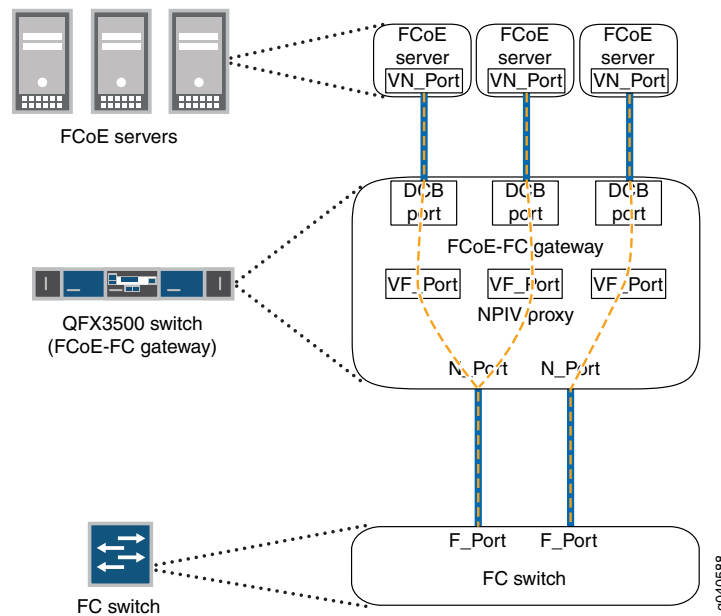 FCoE
server
VN_Port
FCoE
server
VN_Port
FCoE
server
VN_Port
FCoE servers
DCB
port
DCB
port
DCB
port
FCoE-FC gateway
VF_Port
VF_Port
VF_Port
NPIV proxy
QFX3500 switch
(FCoE-FC gateway)
N_Port
N_Port
F_Port
F_Port
FC switch
FC switch
g040588